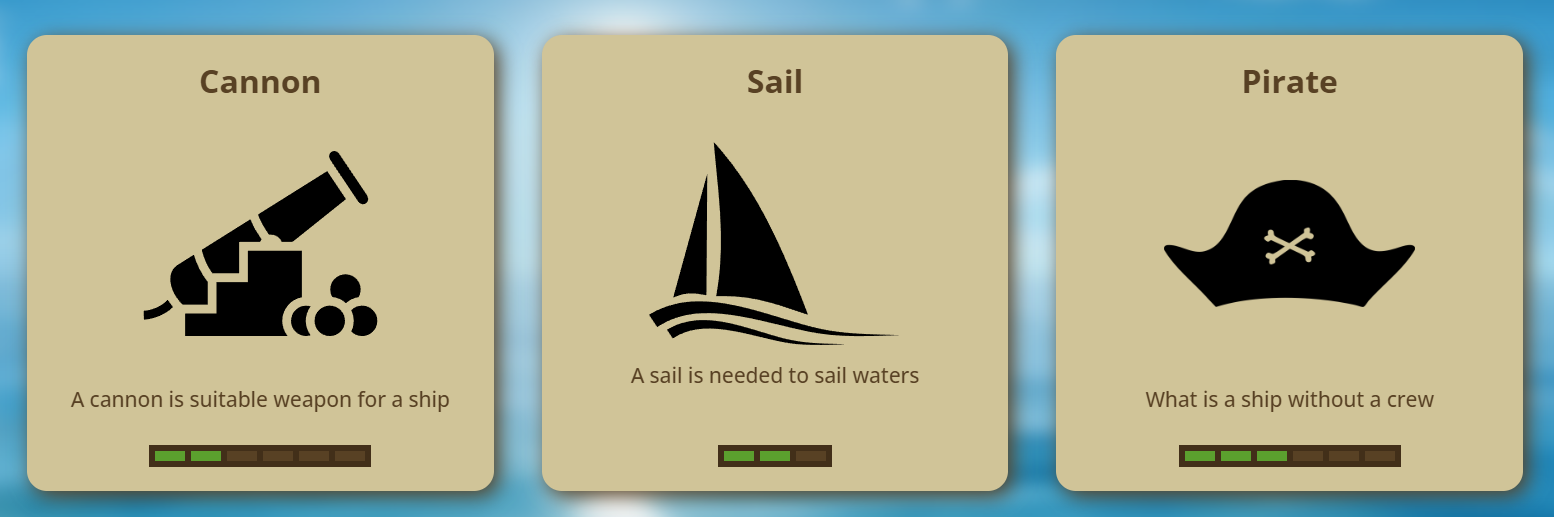 Cannon
A cannon is suitable weapon for a ship
Sail
A sail is needed to sail waters
Pirate
What is a ship without a crew